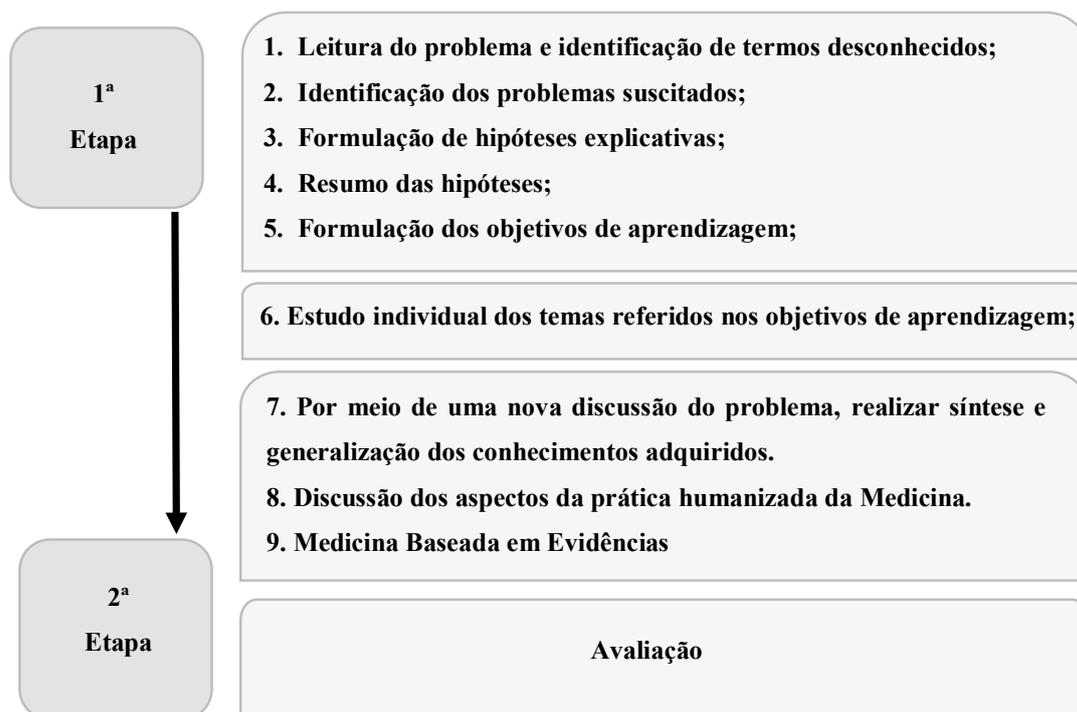 1ª
Etapa
1. Leitura do problema e identificação de termos desconhecidos;
2. Identificação dos problemas suscitados;
3. Formulação de hipóteses explicativas;
4. Resumo das hipóteses;
5. Formulação dos objetivos de aprendizagem;
6. Estudo individual dos temas referidos nos objetivos de aprendizagem;
7. Por meio de uma nova discussão do problema, realizar síntese e
generalização dos conhecimentos adquiridos.
8. Discussão dos aspectos da prática humanizada da Medicina.
9. Medicina Baseada em Evidências
2ª
Etapa
Avaliação